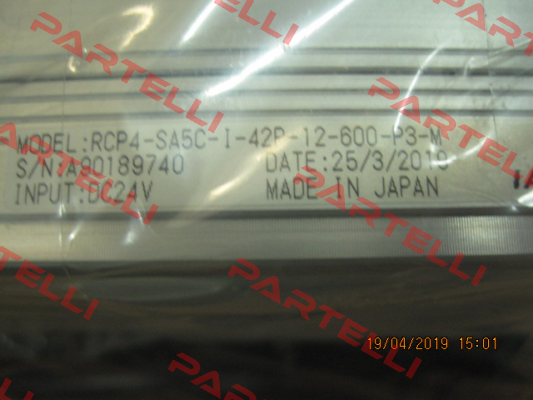 PARTELLI
PARTELLI
PARTELLI
MODEL:RCP4-SA5C-I-42P-12-600-P3-M
S/N:A90189740 DATE:25/3/2019
INPUT:DC24V MADE IN JAPAN
PARTELLI
PARTELLI
PARTELLI
19/04/2019 15:01